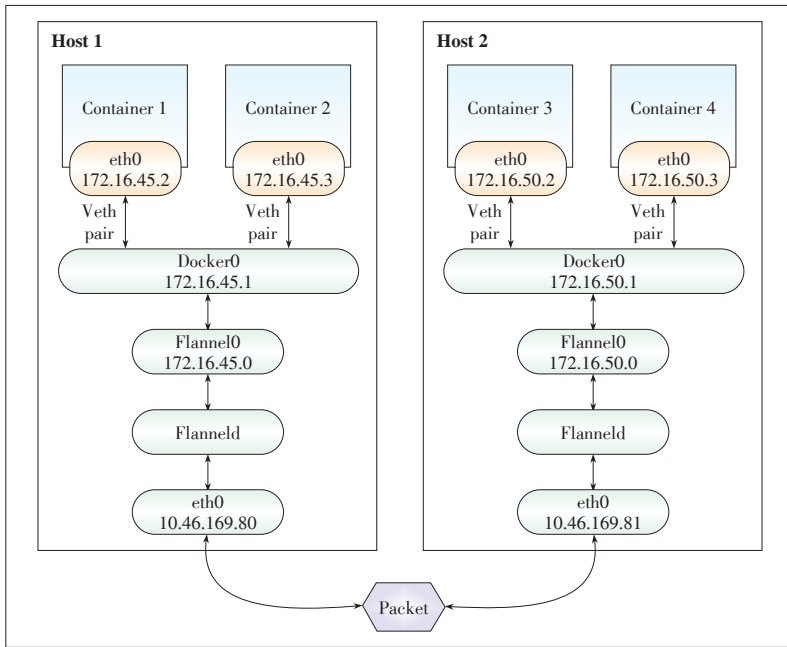 Host 1
Container 1
eth0
172.16.45.2
Container 2
eth0
172.16.45.3
Veth
pair
Veth
pair
Docker0
172.16.45.1
Flannel0
172.16.45.0
Flanneld
eth0
10.46.169.80
Host 2
Container 3
eth0
172.16.50.2
Container 4
eth0
172.16.50.3
Veth
pair
Veth
pair
Docker0
172.16.50.1
Flannel0
172.16.50.0
Flanneld
eth0
10.46.169.81
Packet